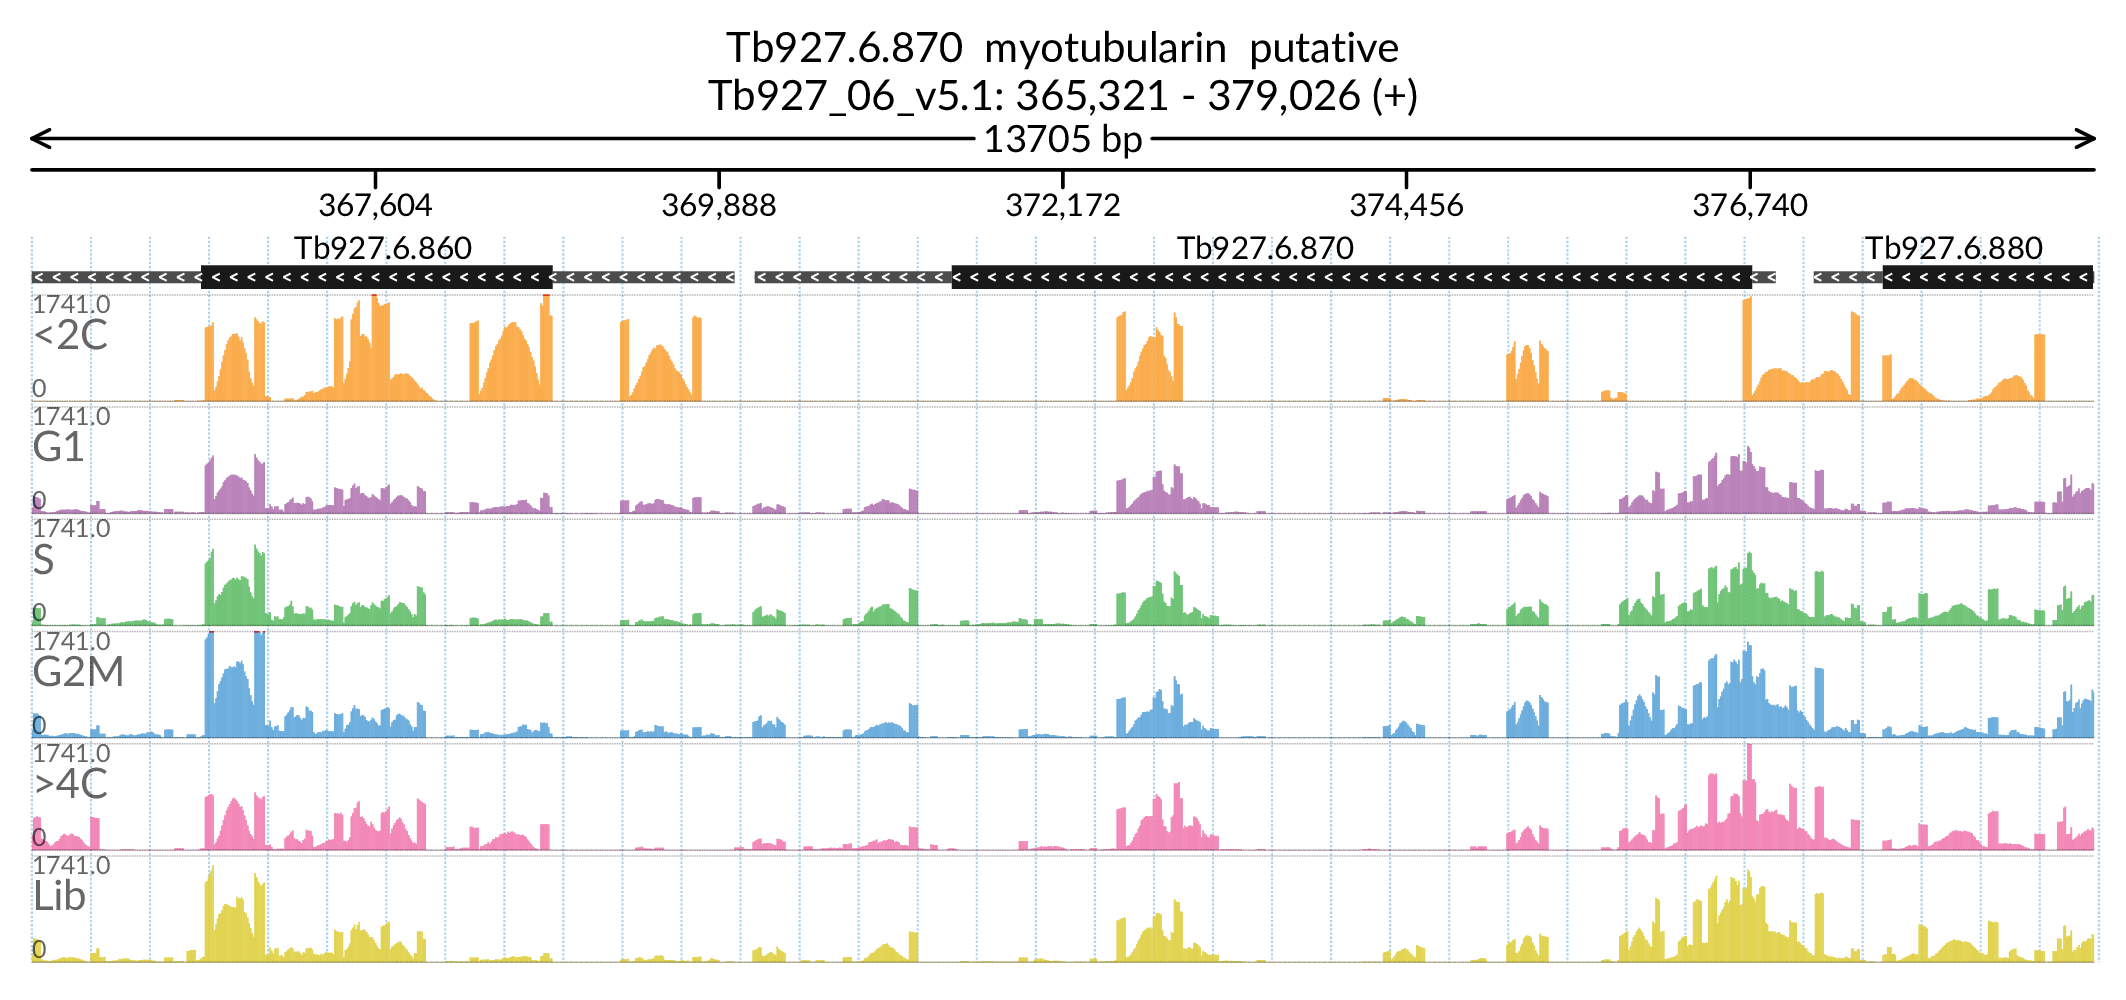 Tb927.6.870 myotubularin putative
Tb927_06_v5.1: 365,321 - 379,026 (+)
13705 bp
367,604 369,888 372,172 374,456 376,740
Tb927.6.860 Tb927.6.870 Tb927.6.880
1741.0
<2C
0
1741.0
G1
0
1741.0
S
0
1741.0
G2M
0
1741.0
>4C
0
1741.0
Lib
0